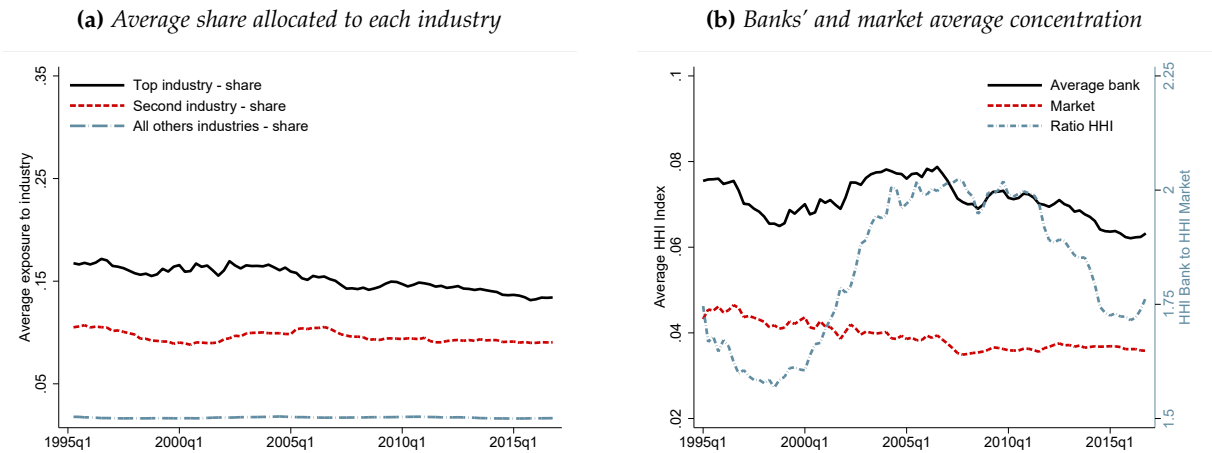 (a) Average share allocated to each industry
Top industry - share
Second industry - share
All others industries - share
Average exposure to industry
.35
.25
.15
.05
1995q1
2000q1
2005q1
2010q1
2015q1
(b) Banks' and market average concentration
Average bank
Market
Ratio HHI
Average HHI Index
.1
.08
.06
.04
.02
HHI Bank to HHI Market
2.25
2
1.75
1.5
1995q1
2000q1
2005q1
2010q1
2015q1